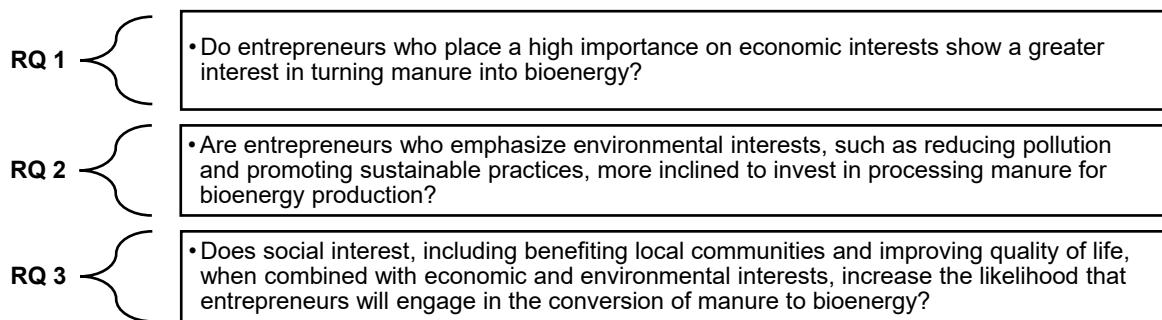 RQ 1
• Do entrepreneurs who place a high importance on economic interests show a greater
interest in turning manure into bioenergy?
RQ 2
• Are entrepreneurs who emphasize environmental interests, such as reducing pollution
and promoting sustainable practices, more inclined to invest in processing manure for
bioenergy production?
RQ 3
• Does social interest, including benefiting local communities and improving quality of life,
when combined with economic and environmental interests, increase the likelihood that
entrepreneurs will engage in the conversion of manure to bioenergy?